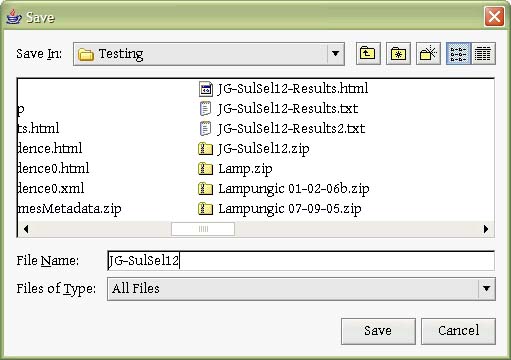 Save
Save In: Testing
JG-SulSel12-Results.html
p JG-SulSel12-Results.txt
ts.html JG-SulSel12-Results2.txt
dence.html JG-SulSel12.zip
dence0.html Lamp.zip
dence0.xml Lampungic 01-02-06b.zip
mesMetadata.zip Lampungic 07-09-05.zip
File Name: JG-SulSel12
Files of Type: All Files
Save Cancel